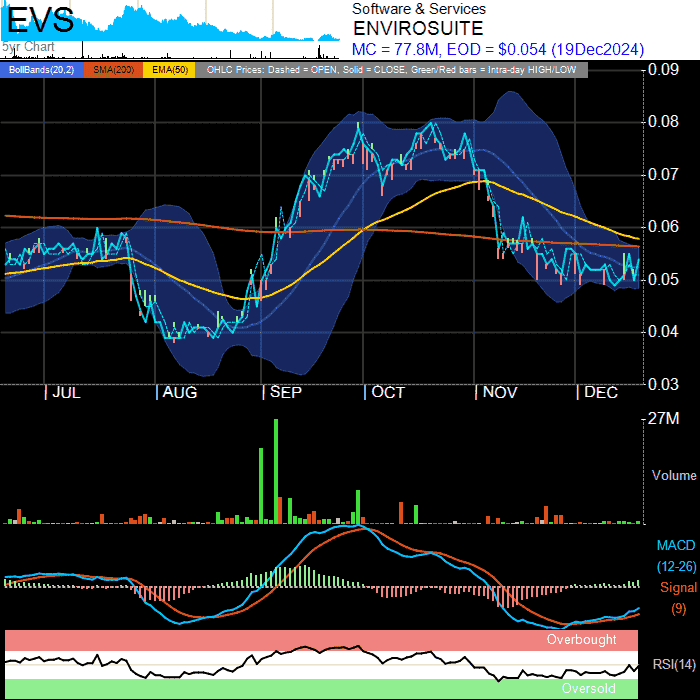 EVS
5yr Chart
Software & Services
ENVIROSUITE
MC = 77.8M, EOD = $0.054 (19Dec2024)
BollBands(20,2) SMA(200) EMA(50) OHLC Prices: Dashed = OPEN, Solid = CLOSE, Green/Red bars = Intra-day HIGH/LOW
0.09
0.08
0.07
0.06
0.05
0.04
0.03
JUL AUG SEP OCT NOV DEC
27M
Volume
MACD
(12-26)
Signal
(9)
Overbought
RSI(14)
Oversold